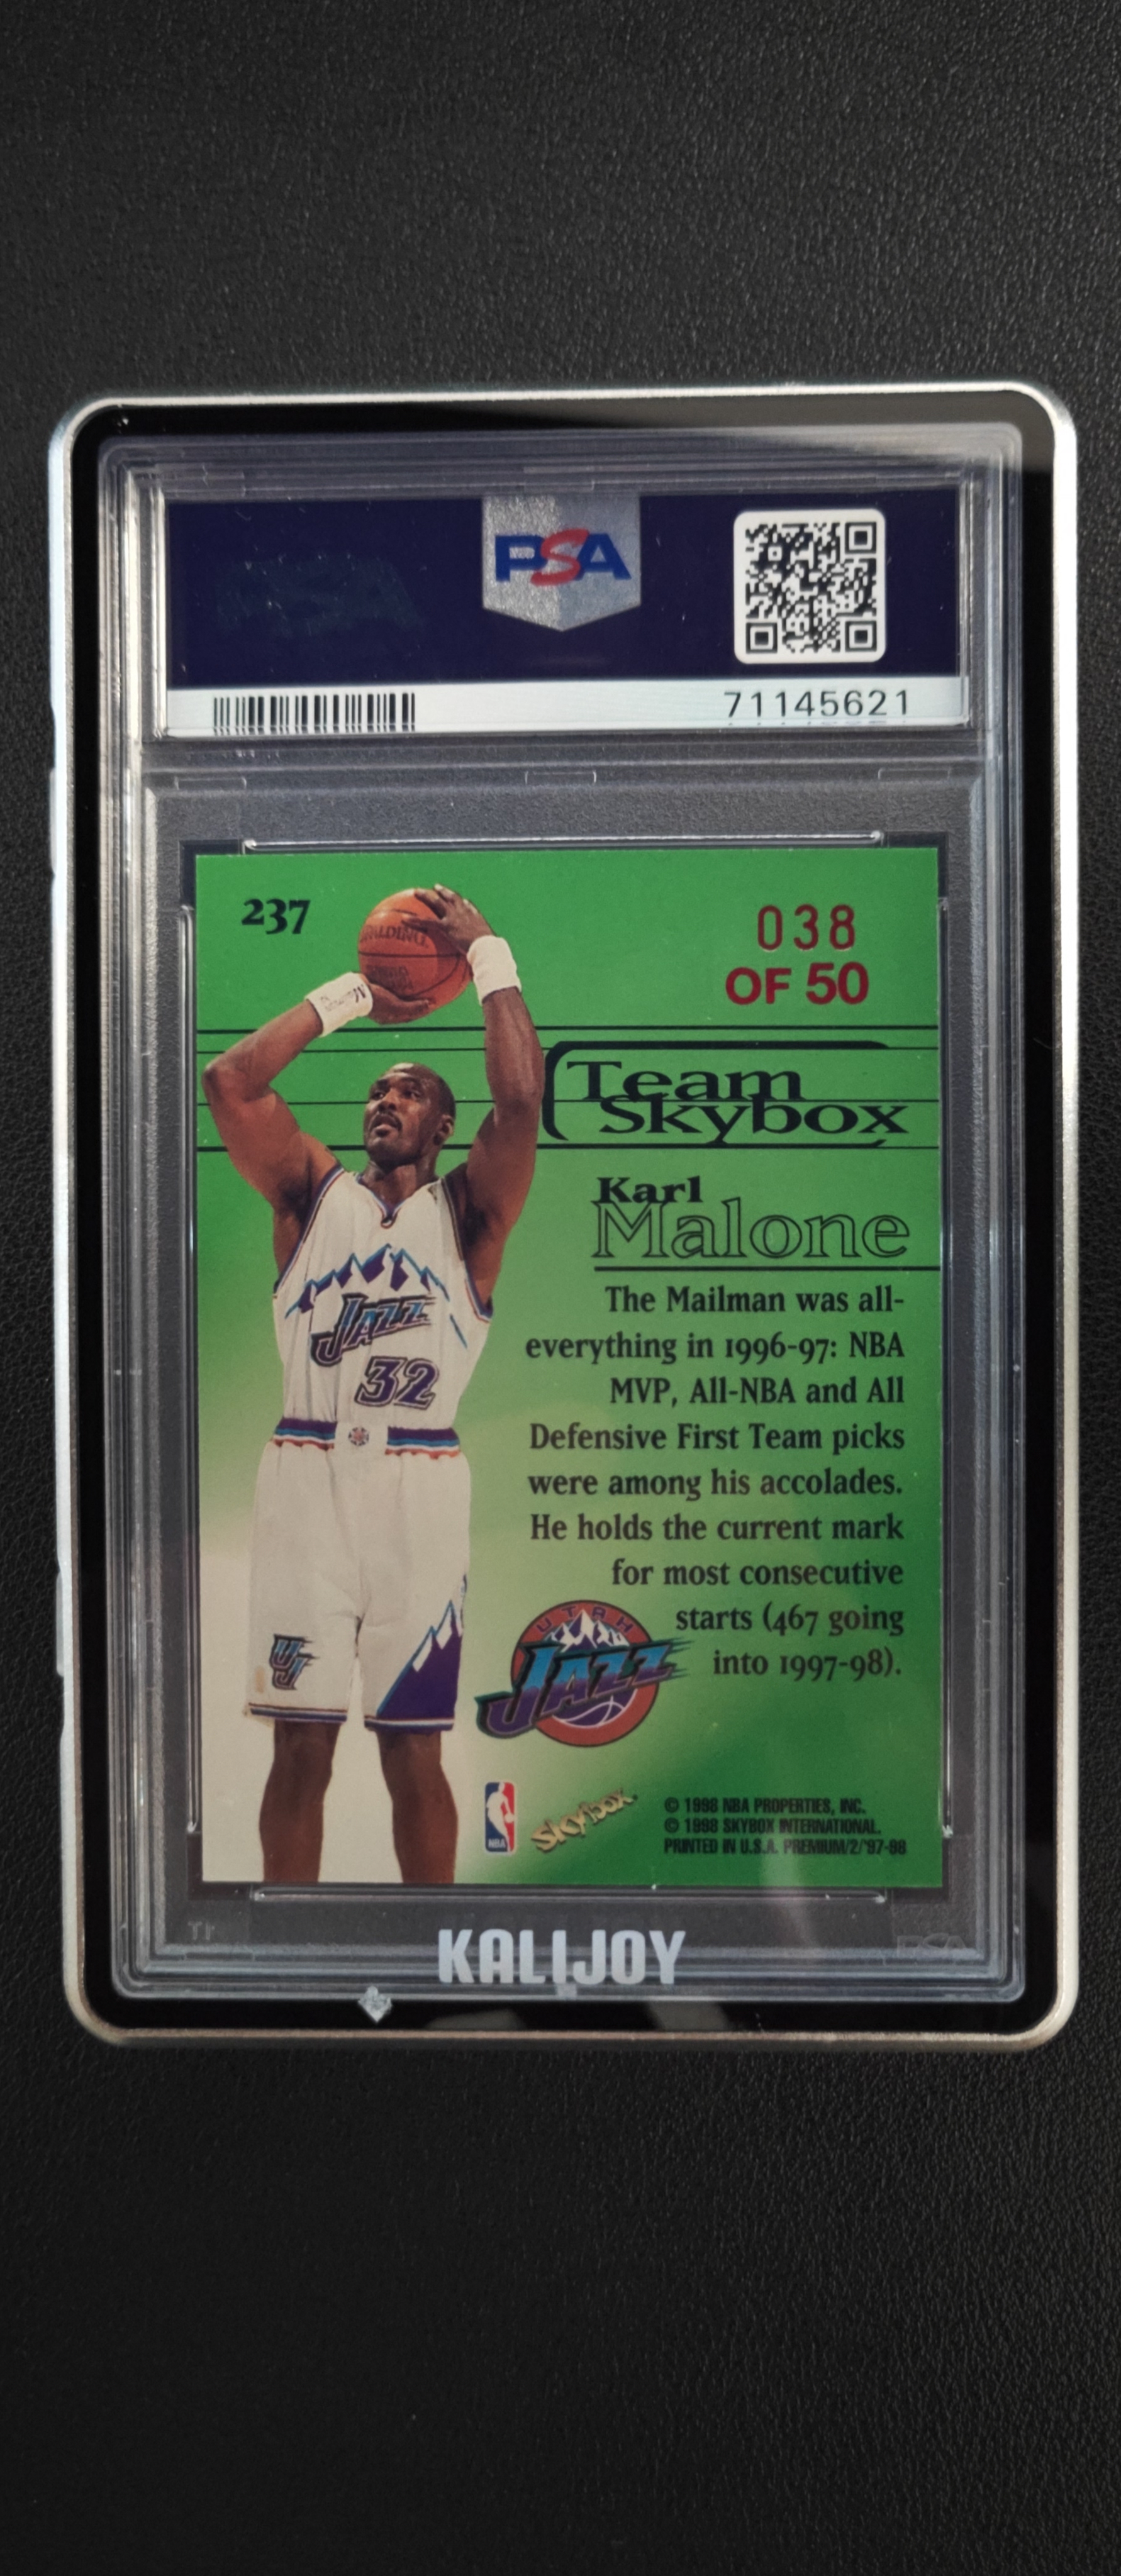 PSA
71145621
237
038
OF 50
SPALDING
Team
Skybox
Karl
Malone
The Mailman was all-
everything in 1996-97: NBA
MVP, All-NBA and All
Defensive First Team picks
were among his accolades.
He holds the current mark
for most consecutive
starts (467 going
into 1997-98).
JAZZ
32
UJ
UTAH
JAZZ
NBA
Skybox
© 1998 NBA PROPERTIES, INC.
© 1998 SKYBOX INTERNATIONAL.
PRINTED IN U.S.A. PREMIUM/2/'97-98
PSA
KALIJOY